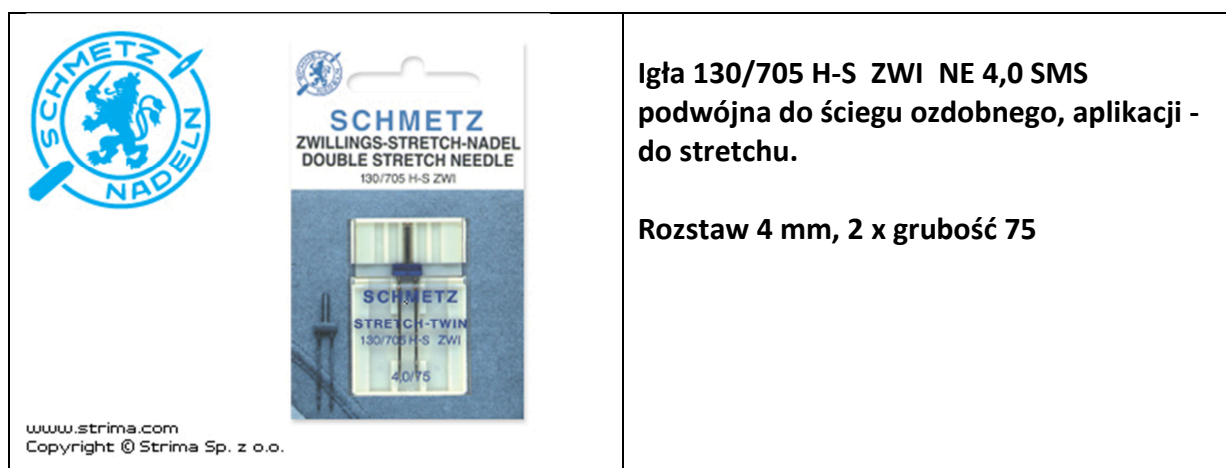 SCHMETZ
NADELN
SCHMETZ
ZWILLINGS-STRETCH-NADEL
DOUBLE STRETCH NEEDLE
130/705 H-S ZWI
SCHMETZ
STRETCH-TWIN
130/705 H-S ZWI
4,0/75
www.strima.com
Copyright © Strima Sp. z o.o.
Igła 130/705 H-S ZWI NE 4,0 SMS
podwójna do ściegu ozdobnego, aplikacji -
do stretchu.
Rozstaw 4 mm, 2 x grubość 75